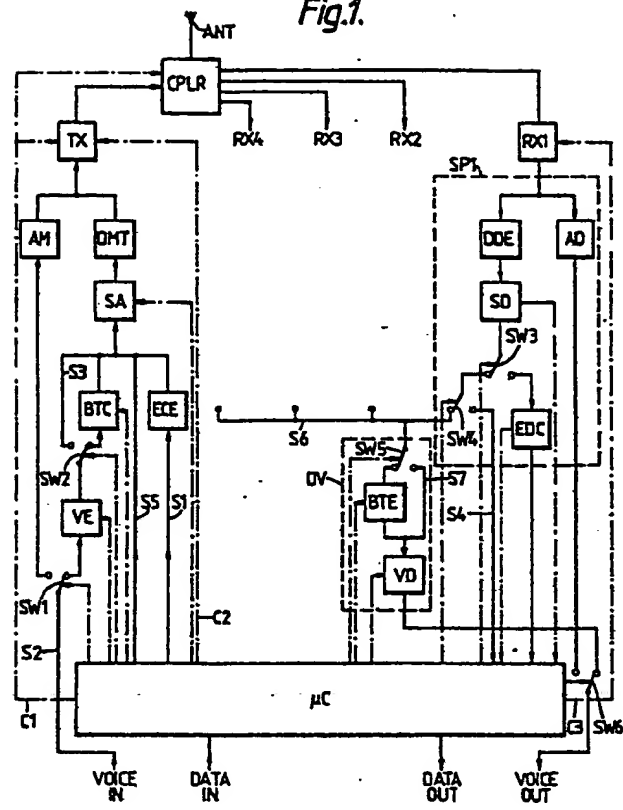 Fig.1.
ANT
CPLR
TX
RX4
RX3
RX2
RX1
SP1
AM
DMT
DDE
AD
SA
SD
S3
SW3
BTC
ECE
SW4
EDC
S6
SW2
SW5
DV
S7
BTE
VE
S5
S1
S4
VD
SW1
S2
C2
μC
C1
C3
SW6
VOICE
IN
DATA
IN
DATA
OUT
VOICE
OUT